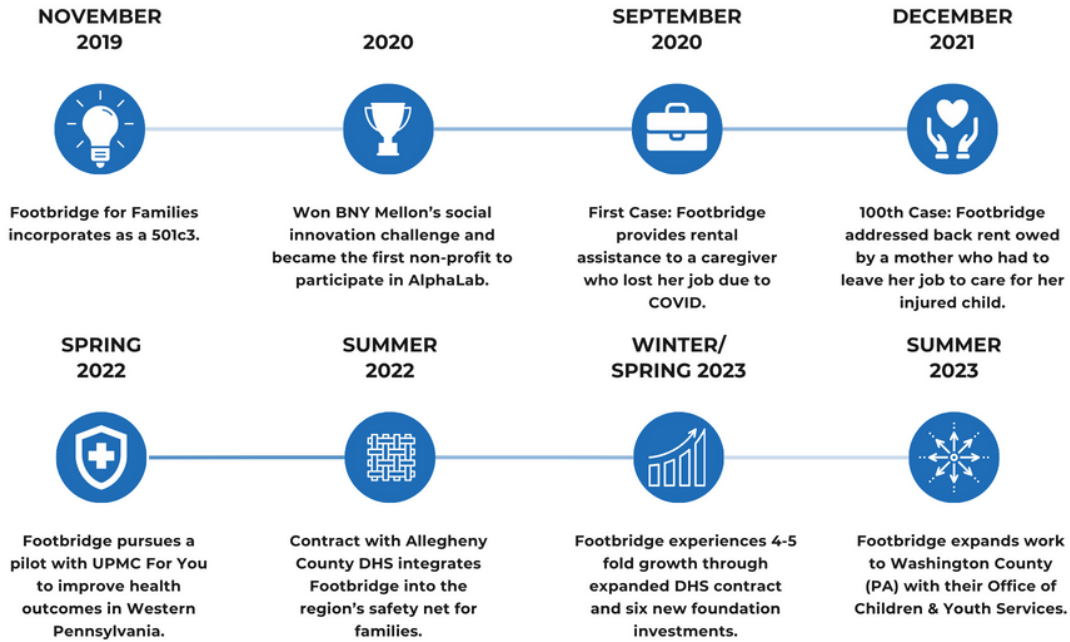 NOVEMBER
2019
2020
SEPTEMBER
2020
DECEMBER
2021
Footbridge for Families
incorporates as a 501c3.
Won BNY Mellon's social
innovation challenge and
became the first non-profit to
participate in AlphaLab.
First Case: Footbridge
provides rental
assistance to a caregiver
who lost her job due to
COVID.
100th Case: Footbridge
addressed back rent owed
by a mother who had to
leave her job to care for her
injured child.
SPRING
2022
SUMMER
2022
WINTER/
SPRING 2023
SUMMER
2023
Footbridge pursues a
pilot with UPMC For You
to improve health
outcomes in Western
Pennsylvania.
Contract with Allegheny
County DHS integrates
Footbridge into the
region's safety net for
families.
Footbridge experiences 4-5
fold growth through
expanded DHS contract
and six new foundation
investments.
Footbridge expands work
to Washington County
(PA) with their Office of
Children & Youth Services.